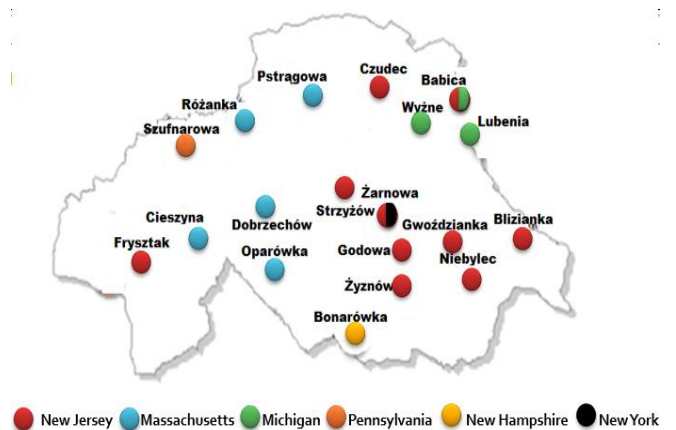 Czudec
Pstrągowa
Babica
Różanka
Wyżne
Lubenia
Szufnarowa
Żarnowa
Strzyżów
Cieszyna
Dobrzechów
Gwoździanka
Blizianka
Frysztak
Oparówka
Godowa
Niebylec
Żyznów
Bonarówka
New Jersey Massachusetts Michigan Pennsylvania New Hampshire New York